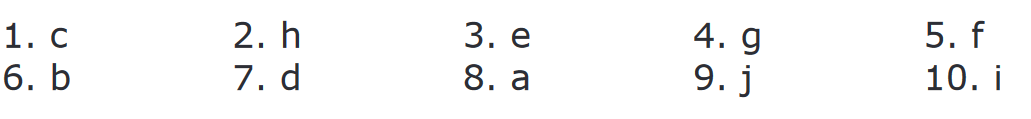 1. c 2. h 3. e 4. g 5. f
6. b 7. d 8. a 9. j 10. i